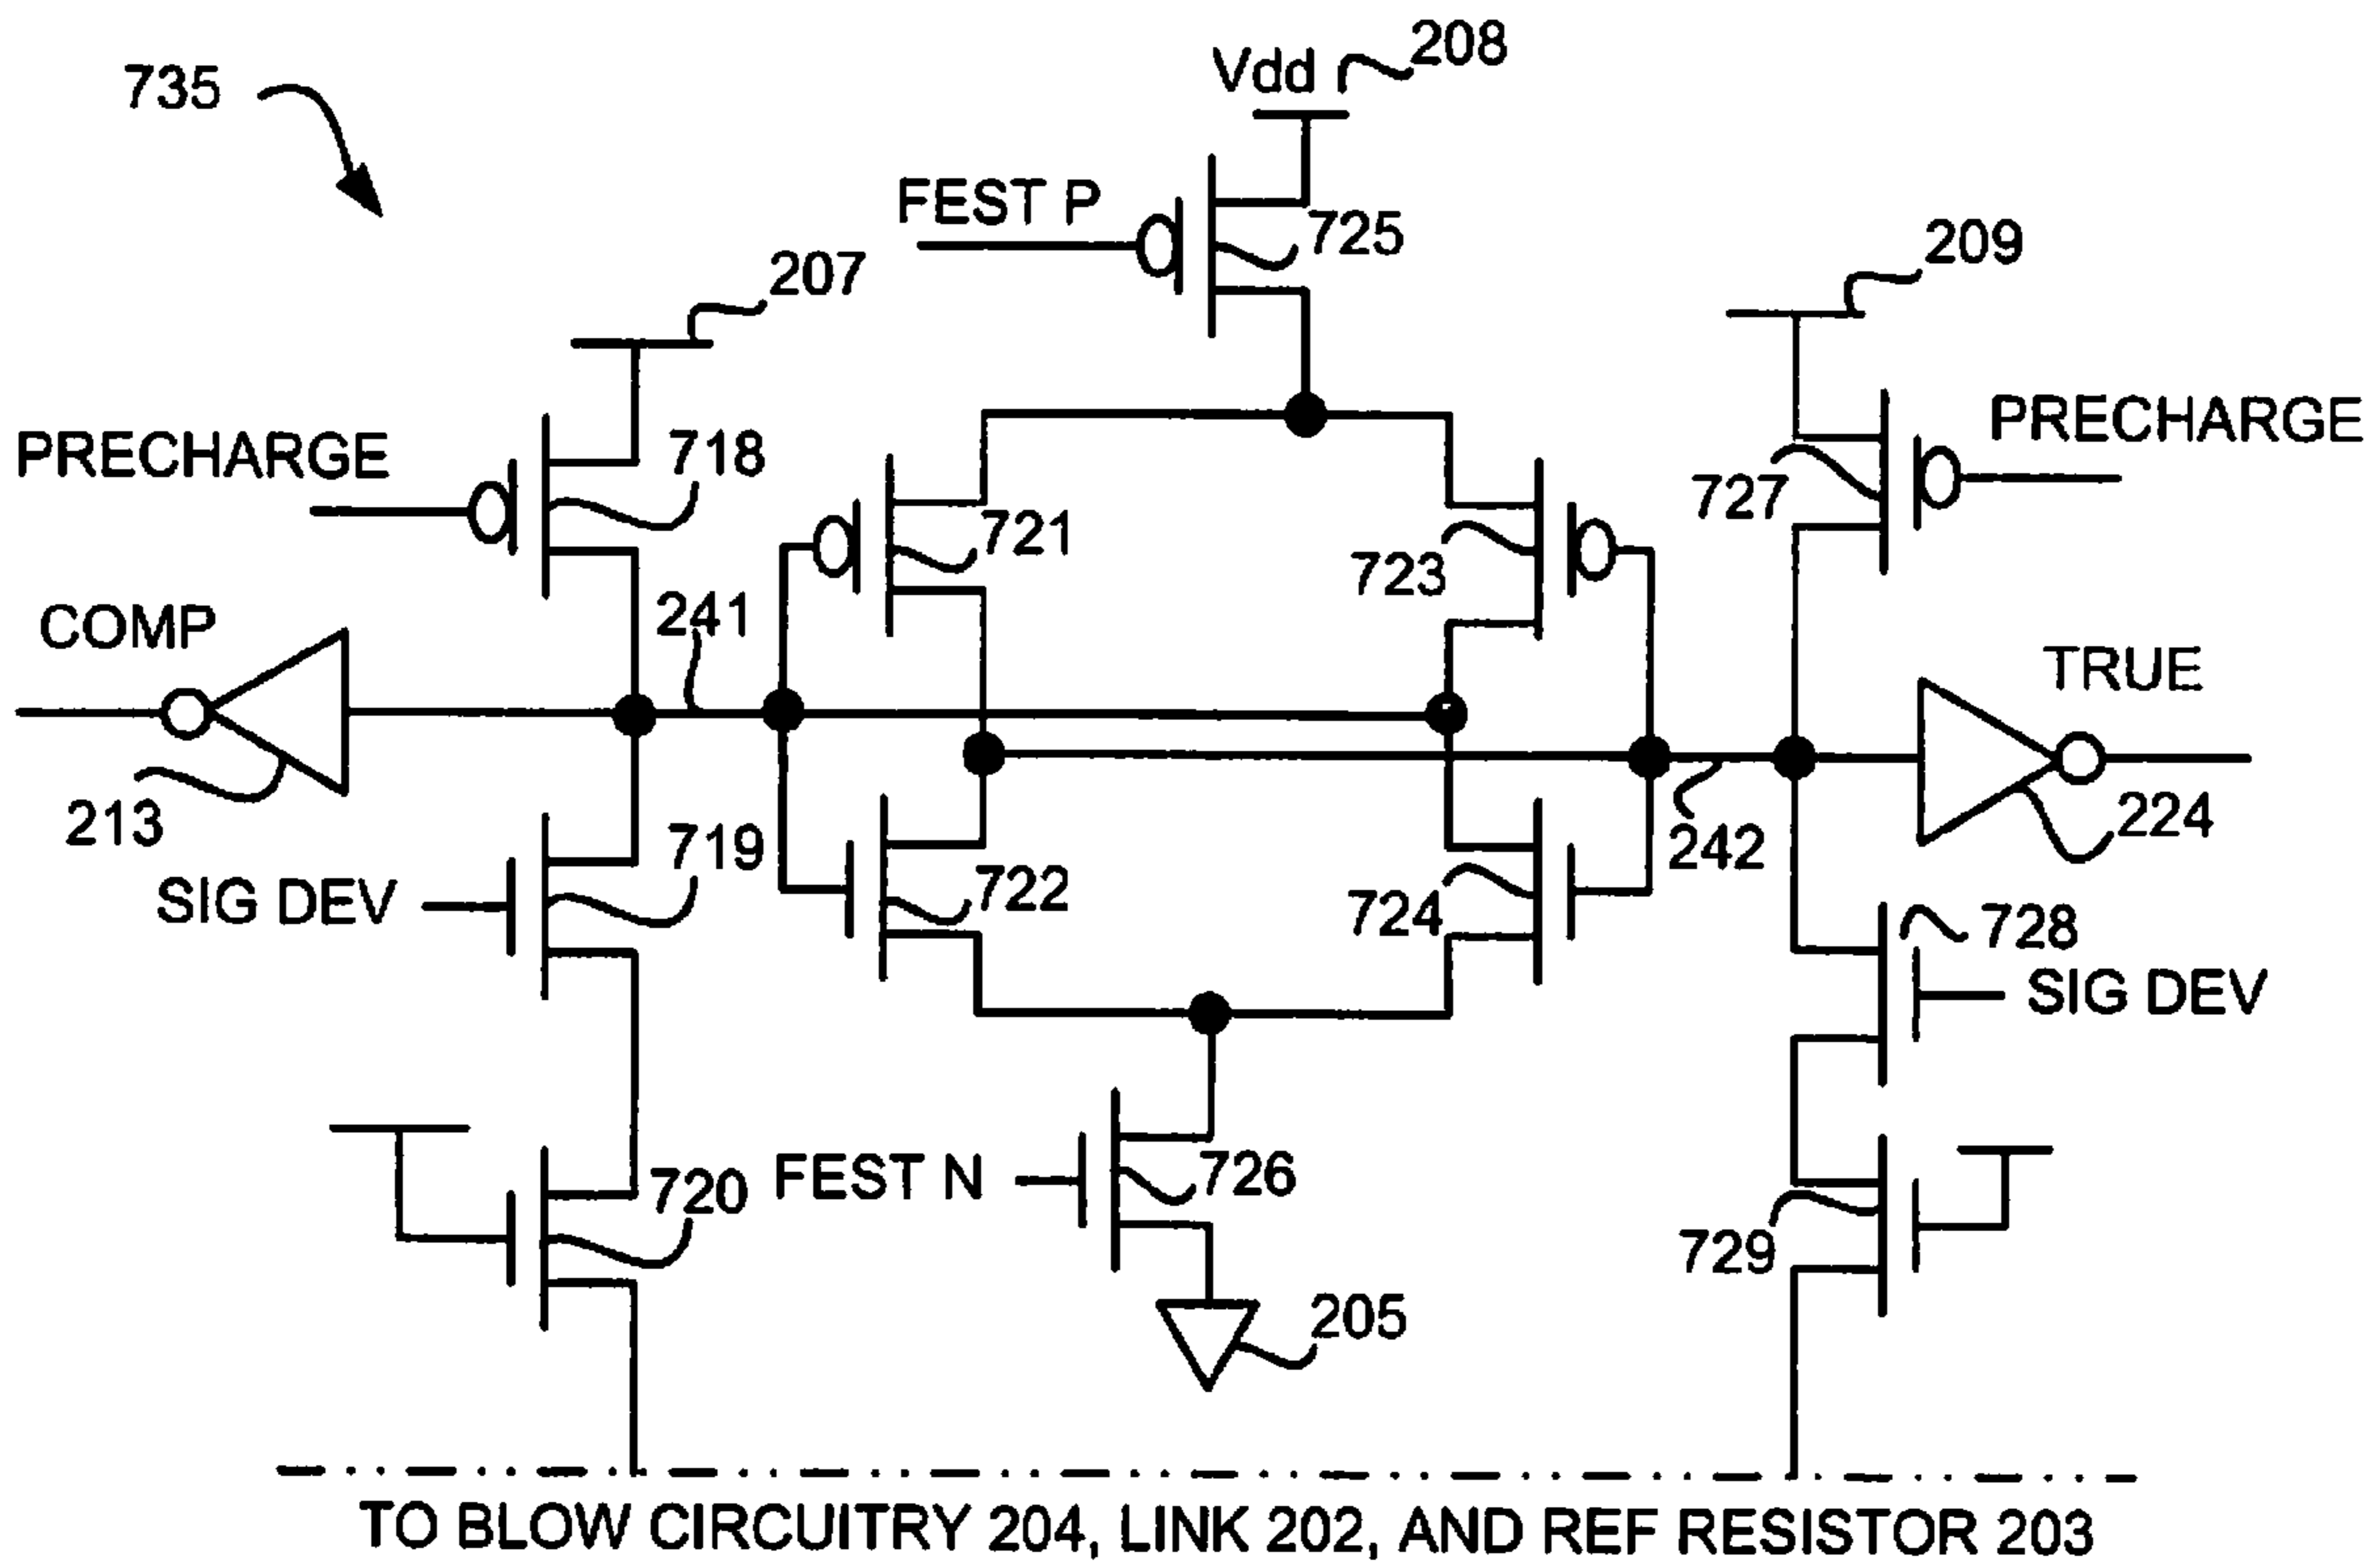 208
Vdd
735
FEST P
725
209
207
PRECHARGE
718
PRECHARGE
727
721
723
COMP
241
TRUE
213
719
242
224
SIG DEV
722
724
728
SIG DEV
720
FEST N
726
729
205
TO BLOW CIRCUITRY 204, LINK 202, AND REF RESISTOR 203